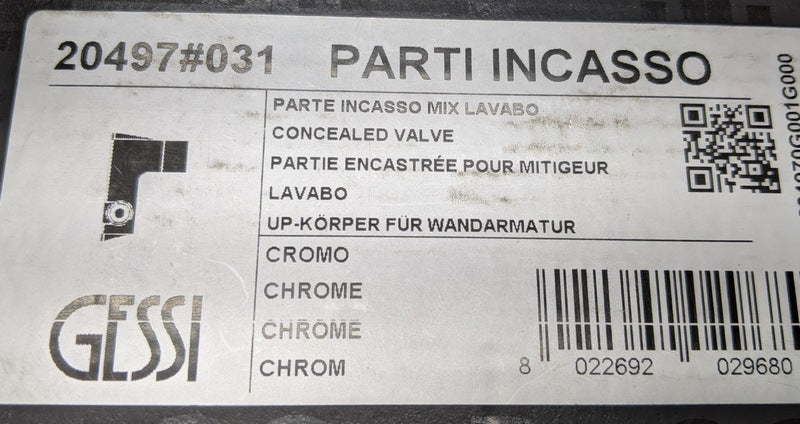 20497#031 PARTI INCASSO
PARTE INCASSO MIX LAVABO
CONCEALED VALVE
PARTIE ENCASTRÉE POUR MITIGEUR
LAVABO
UP-KÖRPER FÜR WANDARMATUR
CROMO
CHROME
CHROME
CHROM
GESSI
8 022692 029680